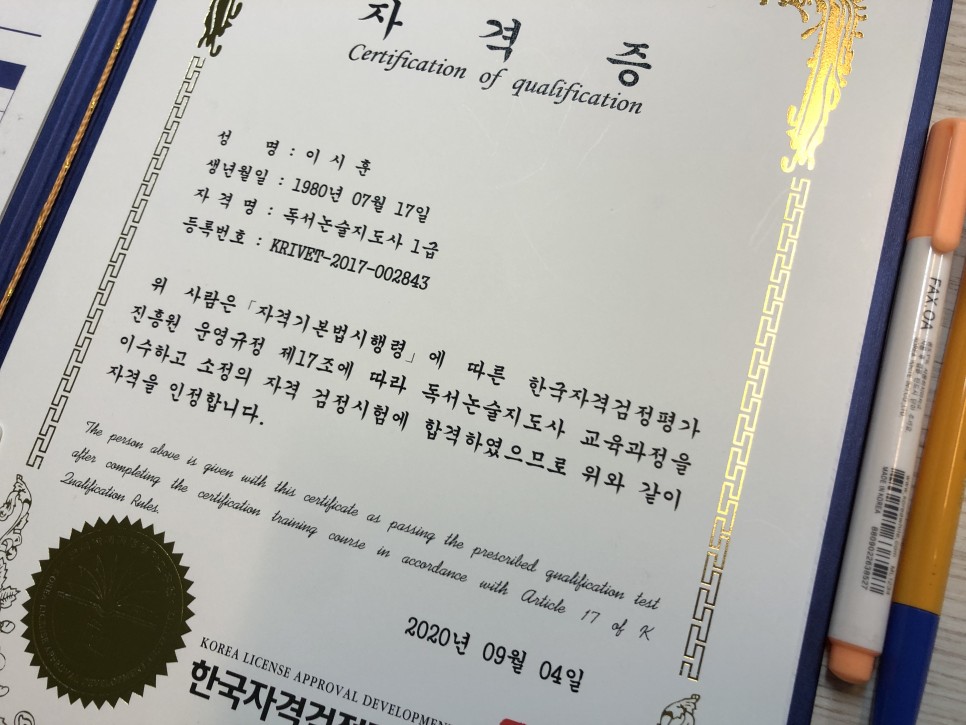 자 격 증
Certification of qualification
성 명 : 이 시 훈
생년월일 : 1980년 07월 17일
자 격 명 : 독서논술지도사 1급
등록번호 : KRIVET-2017-002843
위 사람은 「자격기본법시행령」에 따른 한국자격검정평가
진흥원 운영규정 제17조에 따라 독서논술지도사 교육과정을
이수하고 소정의 자격 검정시험에 합격하였으므로 위와 같이
자격을 인정합니다.
The person above is given with this certificate as passing the prescribed qualification test
after completing the certification training course in accordance with Article 17 of K
Qualification Rules.
2020년 09월 04일
KOREA LICENSE APPROVAL DEVELOPMENT
한국자격검정
FAX OA
MADE IN KOREA